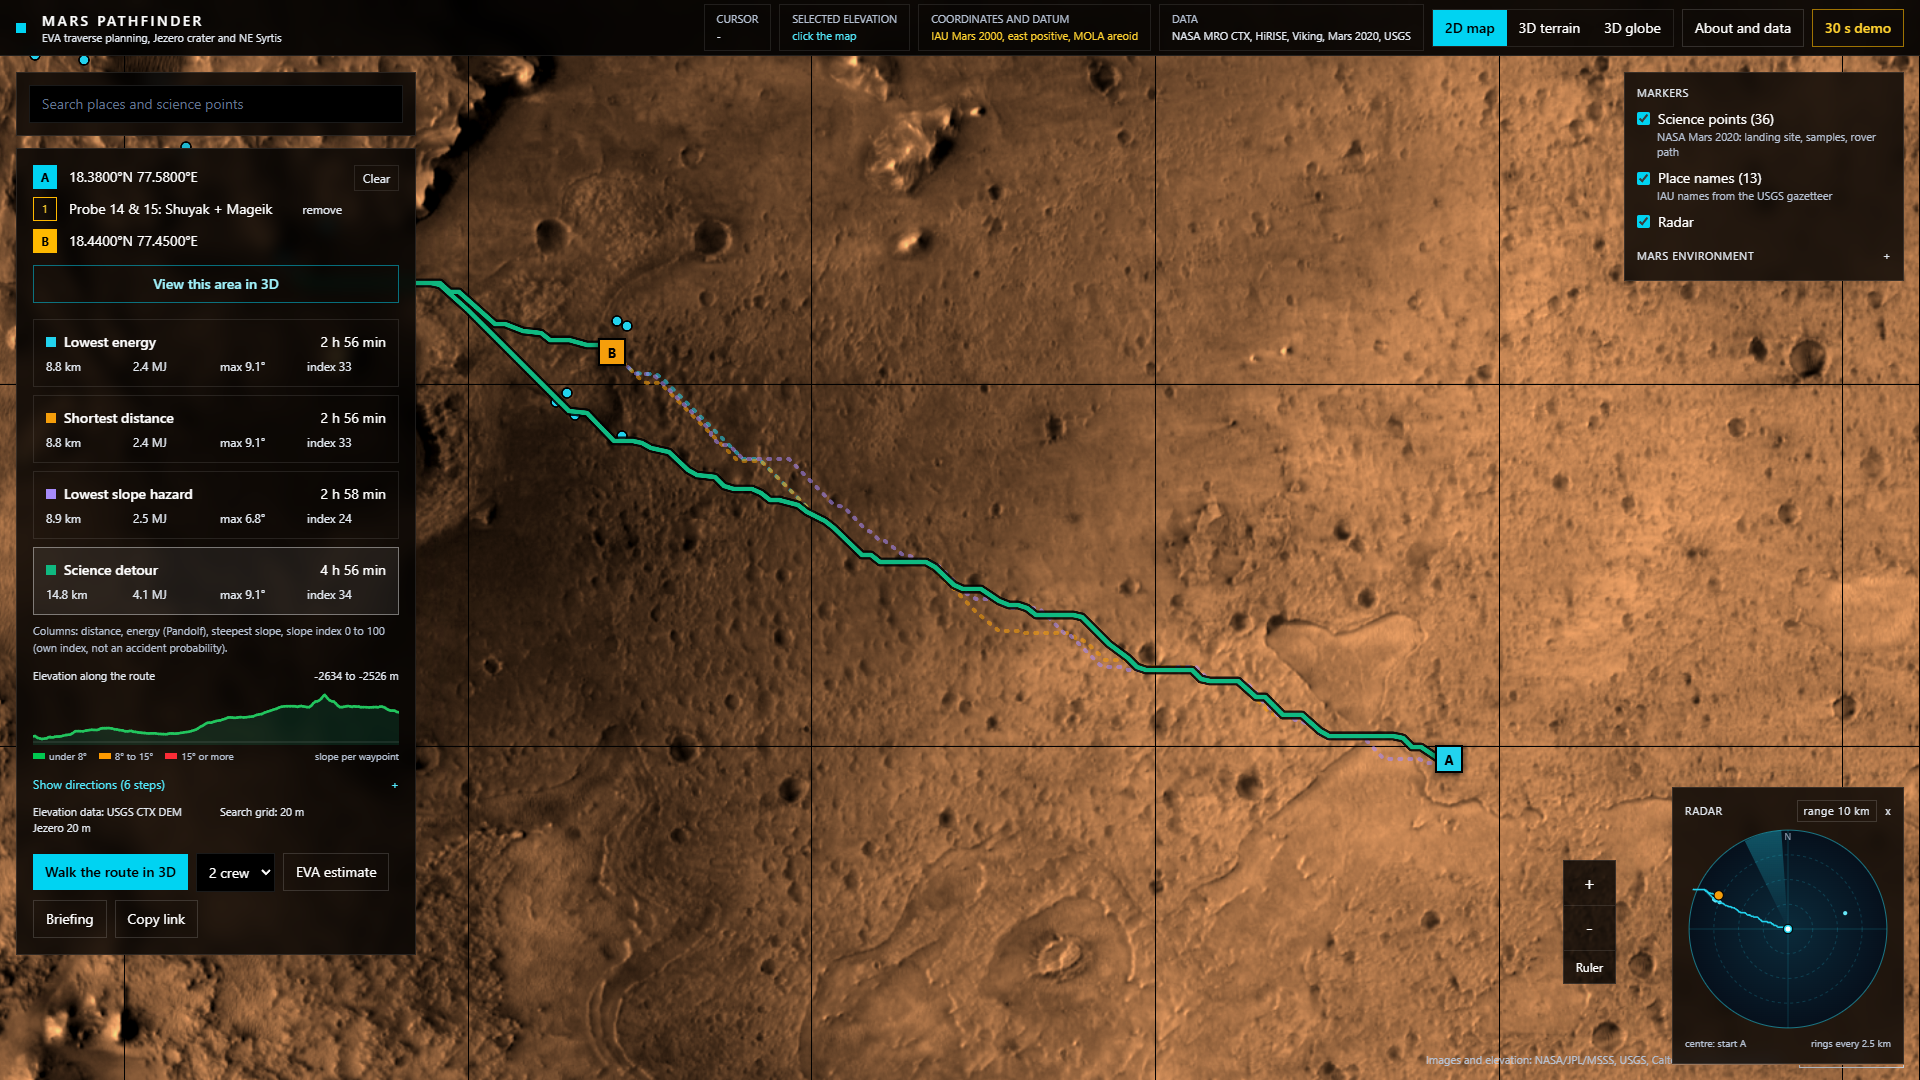 MARS PATHFINDER
EVA traverse planning, Jezero crater and NE Syrtis
CURSOR
-
SELECTED ELEVATION
click the map
COORDINATES AND DATUM
IAU Mars 2000, east positive, MOLA areoid
DATA
NASA MRO CTX, HiRISE, Viking, Mars 2020, USGS
2D map
3D terrain
3D globe
About and data
30 s demo
Search places and science points
A 18.3800°N 77.5800°E
Clear
1 Probe 14 & 15: Shuyak + Mageik remove
B 18.4400°N 77.4500°E
View this area in 3D
Lowest energy 2 h 56 min
8.8 km 2.4 MJ max 9.1° index 33
Shortest distance 2 h 56 min
8.8 km 2.4 MJ max 9.1° index 33
Lowest slope hazard 2 h 58 min
8.9 km 2.5 MJ max 6.8° index 24
Science detour 4 h 56 min
14.8 km 4.1 MJ max 9.1° index 34
Columns: distance, energy (Pandolf), steepest slope, slope index 0 to 100
(own index, not an accident probability).
Elevation along the route -2634 to -2526 m
under 8° 8° to 15° 15° or more slope per waypoint
Show directions (6 steps) +
Elevation data: USGS CTX DEM
Jezero 20 m
Search grid: 20 m
Walk the route in 3D
2 crew
EVA estimate
Briefing
Copy link
B
A
MARKERS
Science points (36)
NASA Mars 2020: landing site, samples, rover
path
Place names (13)
IAU names from the USGS gazetteer
Radar
MARS ENVIRONMENT +
+
-
Ruler
RADAR range 10 km x
N
centre: start A rings every 2.5 km
Images and elevation: NASA/JPL/MSSS, USGS,